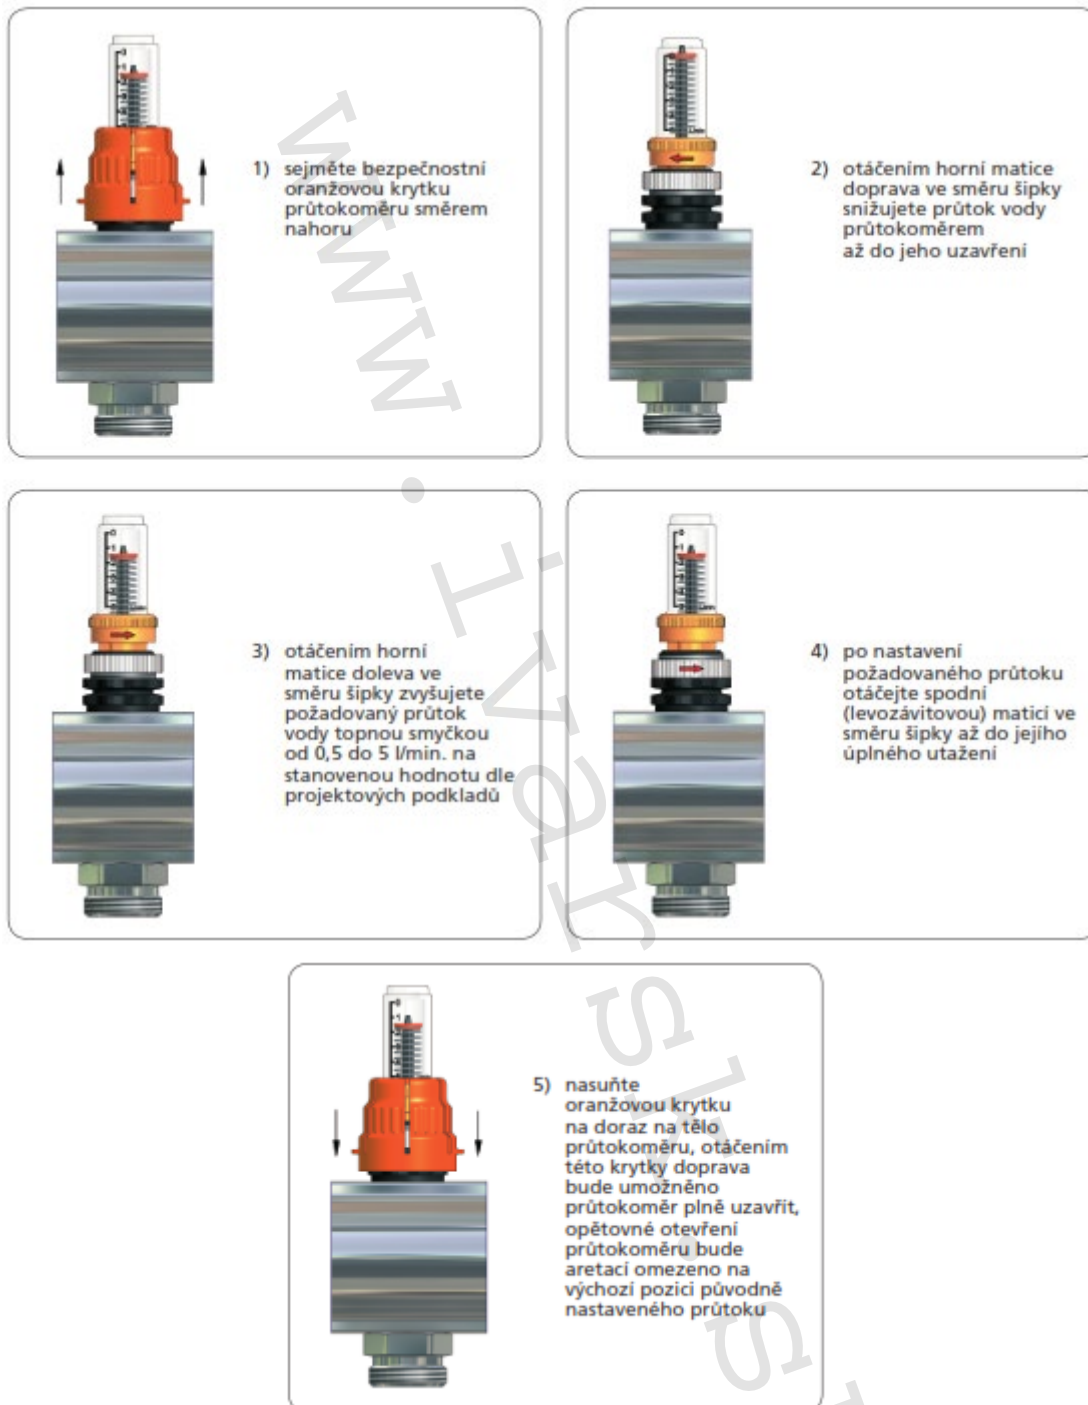 1) sejměte bezpečnostní
oranžovou krytku
průtokoměru směrem
nahoru
2) otáčením horní matice
doprava ve směru šipky
snižujete průtok vody
průtokoměrem
až do jeho uzavření
3) otáčením horní
matice doleva ve
směru šipky zvyšujete
požadovaný průtok
vody topnou smyčkou
od 0,5 do 5 l/min. na
stanovenou hodnotu dle
projektových podkladů
4) po nastavení
požadovaného průtoku
otáčejte spodní
(levozávitovou) maticí ve
směru šipky až do jejího
úplného utažení
5) nasuňte
oranžovou krytku
na doraz na tělo
průtokoměru, otáčením
této krytky doprava
bude umožněno
průtokoměr plně uzavřít,
opětovné otevření
průtokoměru bude
aretací omezeno na
výchozí pozici původně
nastaveného průtoku
www.ivarsk.s